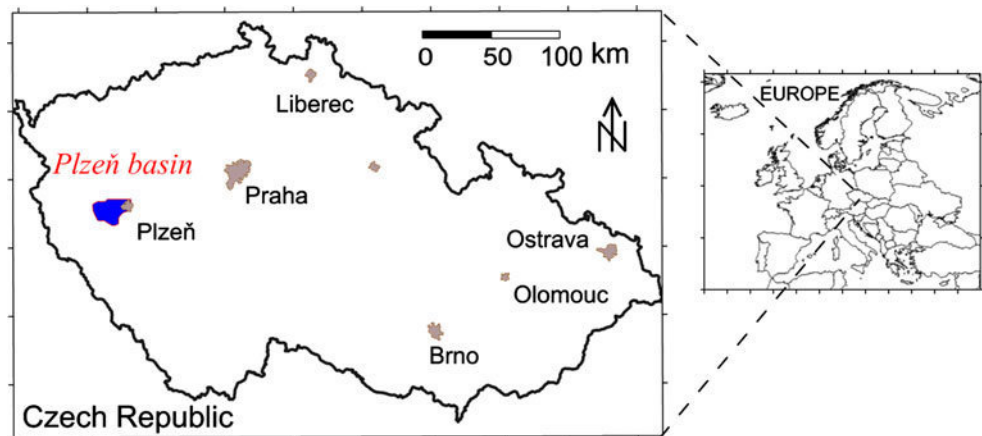 0 50 100 km
Liberec
N
EUROPE
Plzeň basin
Praha
Plzeň
Ostrava
Olomouc
Brno
Czech Republic